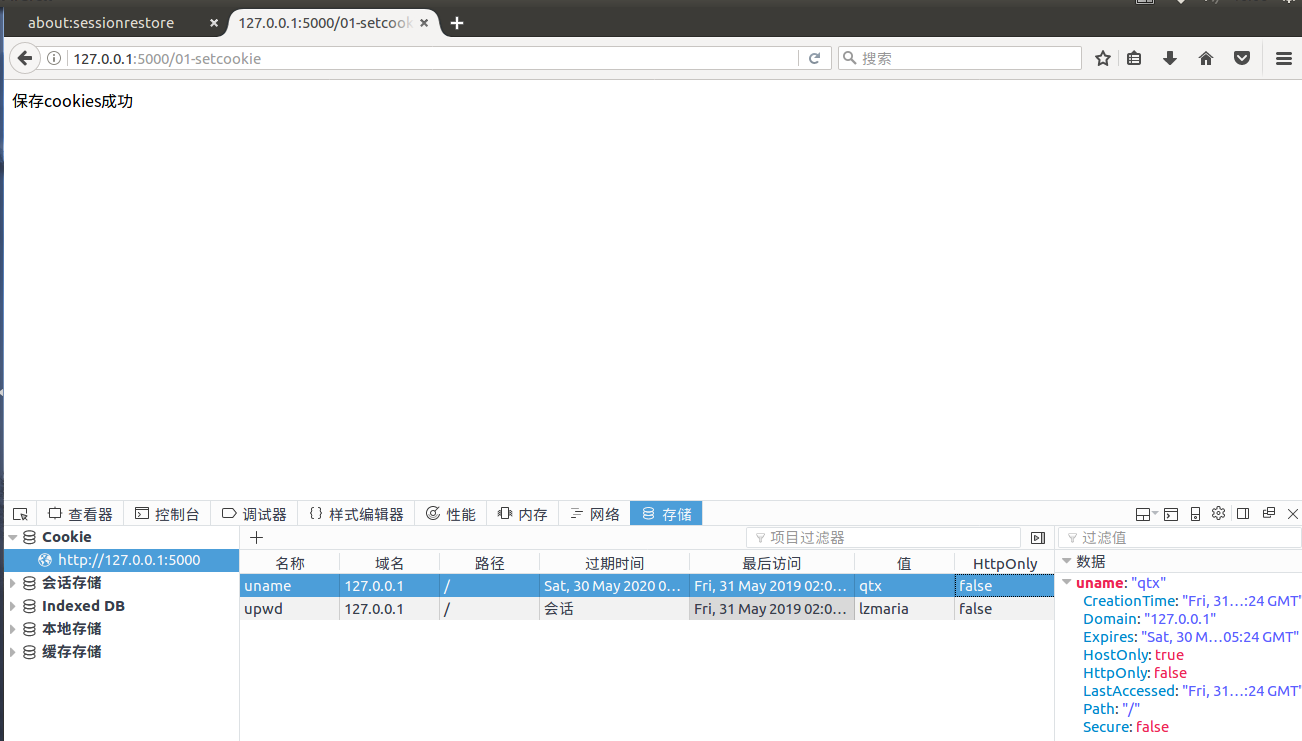 about:sessionrestore
127.0.0.1:5000/01-setcook
127.0.0.1:5000/01-setcookie
搜索
保存cookies成功
查看器 控制台 调试器 {} 样式编辑器 性能 内存 网络 存储
Cookie
http://127.0.0.1:5000
会话存储
Indexed DB
本地存储
缓存存储
项目过滤器
名称 域名 路径 过期时间 最后访问 值 HttpOnly
uname 127.0.0.1 / Sat, 30 May 2020 0… Fri, 31 May 2019 02:0… qtx false
upwd 127.0.0.1 / 会话 Fri, 31 May 2019 02:0… lzmaria false
过滤值
数据
uname: "qtx"
CreationTime: "Fri, 31…:24 GMT"
Domain: "127.0.0.1"
Expires: "Sat, 30 M…05:24 GMT"
HostOnly: true
HttpOnly: false
LastAccessed: "Fri, 31…:24 GMT"
Path: "/"
Secure: false